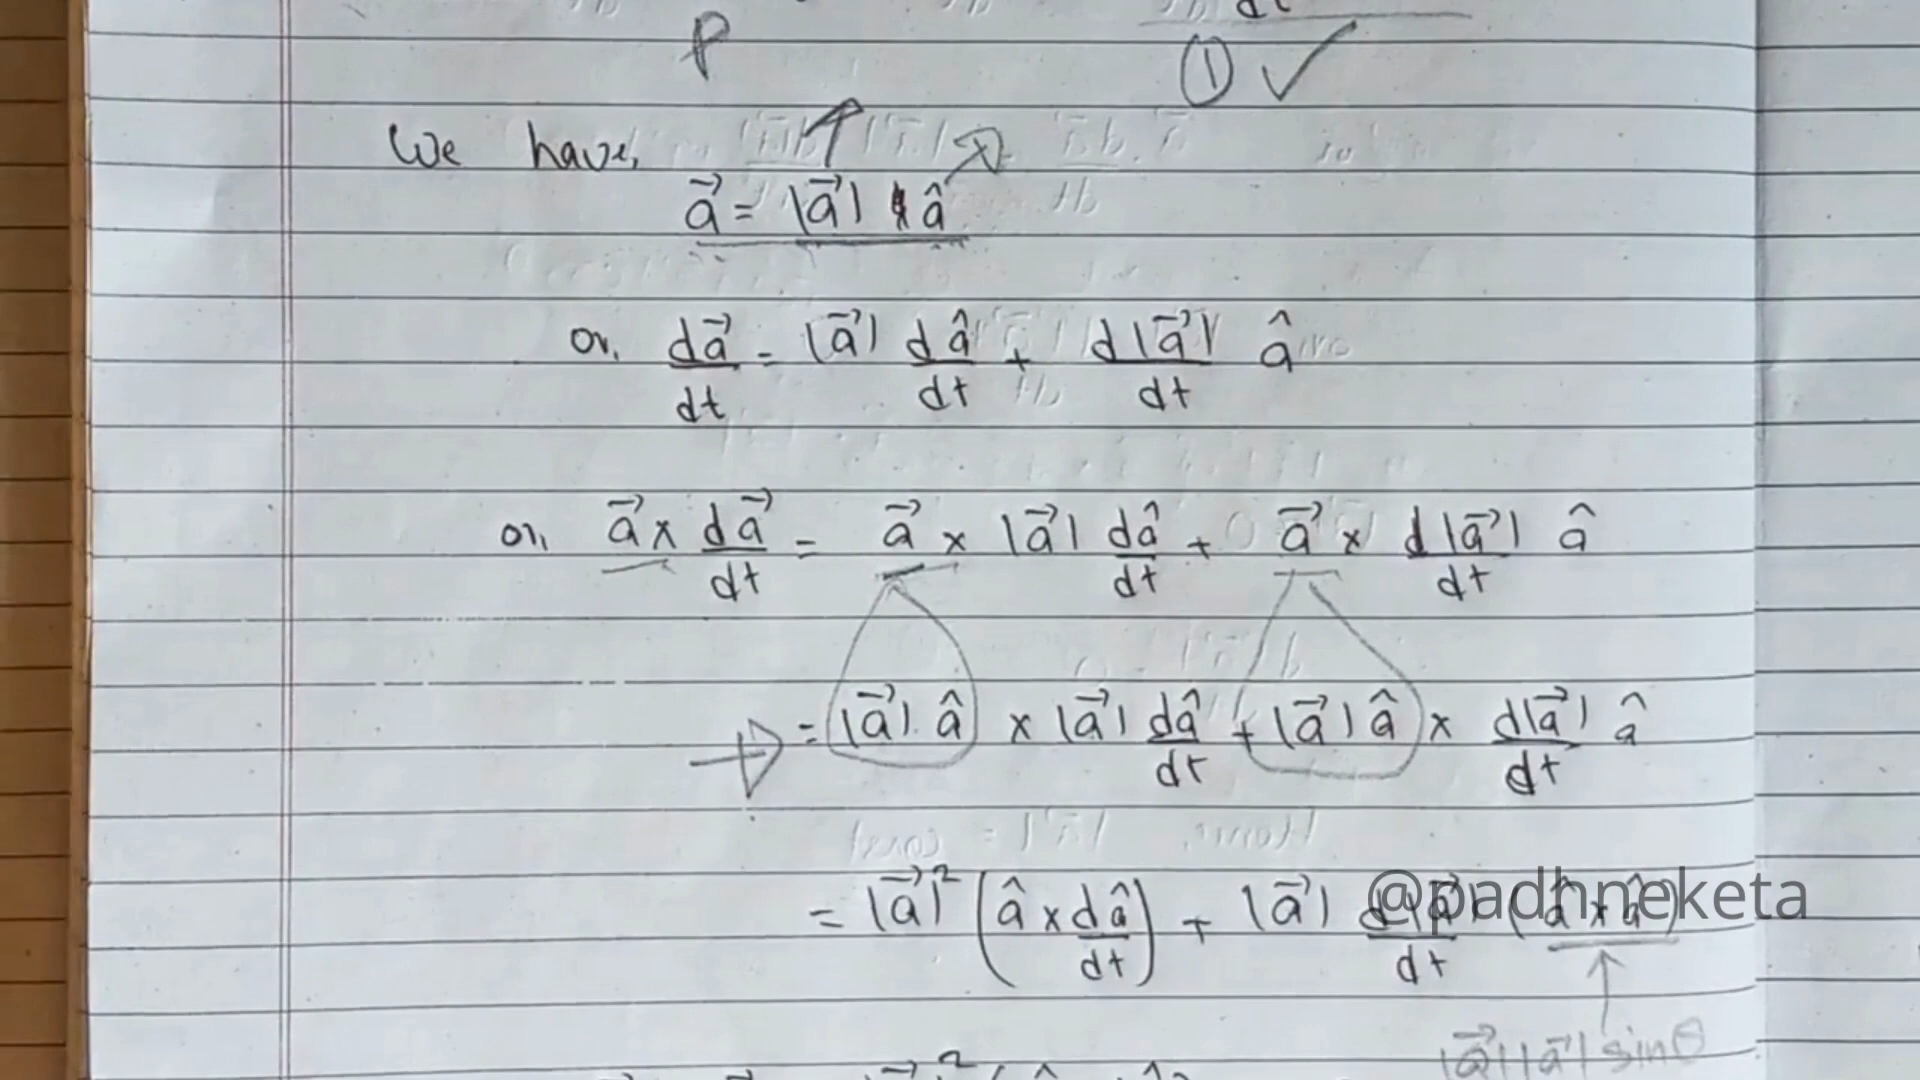 P
① ✓
We have,
a⃗ = |a⃗| â
or, da⃗/dt = |a⃗| dâ/dt + d|a⃗|/dt â
or, a⃗ × da⃗/dt = a⃗ × |a⃗| dâ/dt + a⃗ × d|a⃗|/dt â
= |a⃗|. â × |a⃗| dâ/dt + |a⃗| â × d|a⃗|/dt â
= |a⃗|² (â × dâ/dt) + |a⃗| d|a⃗|/dt (â × â)
@padhneketa
|a⃗||a⃗| sinθ